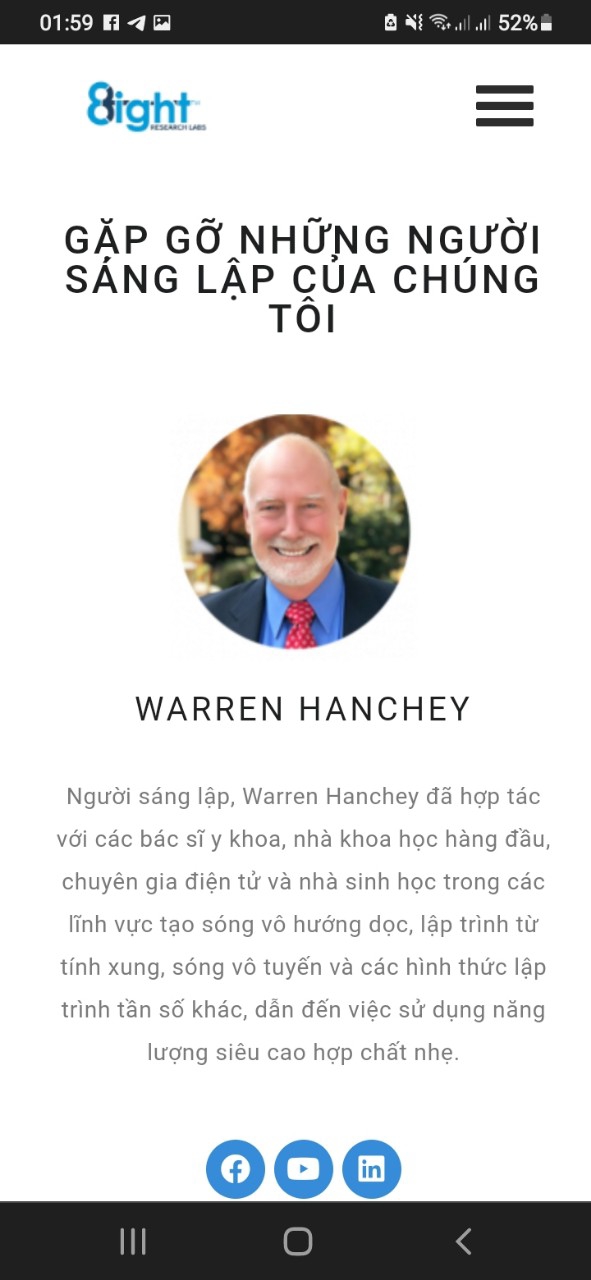 01:59
52%
8ight
RESEARCH LABS
GẶP GỠ NHỮNG NGƯỜI
SÁNG LẬP CỦA CHÚNG
TÔI
WARREN HANCHEY
Người sáng lập, Warren Hanchey đã hợp tác
với các bác sĩ y khoa, nhà khoa học hàng đầu,
chuyên gia điện tử và nhà sinh học trong các
lĩnh vực tạo sóng vô hướng dọc, lập trình từ
tính xung, sóng vô tuyến và các hình thức lập
trình tần số khác, dẫn đến việc sử dụng năng
lượng siêu cao hợp chất nhẹ.